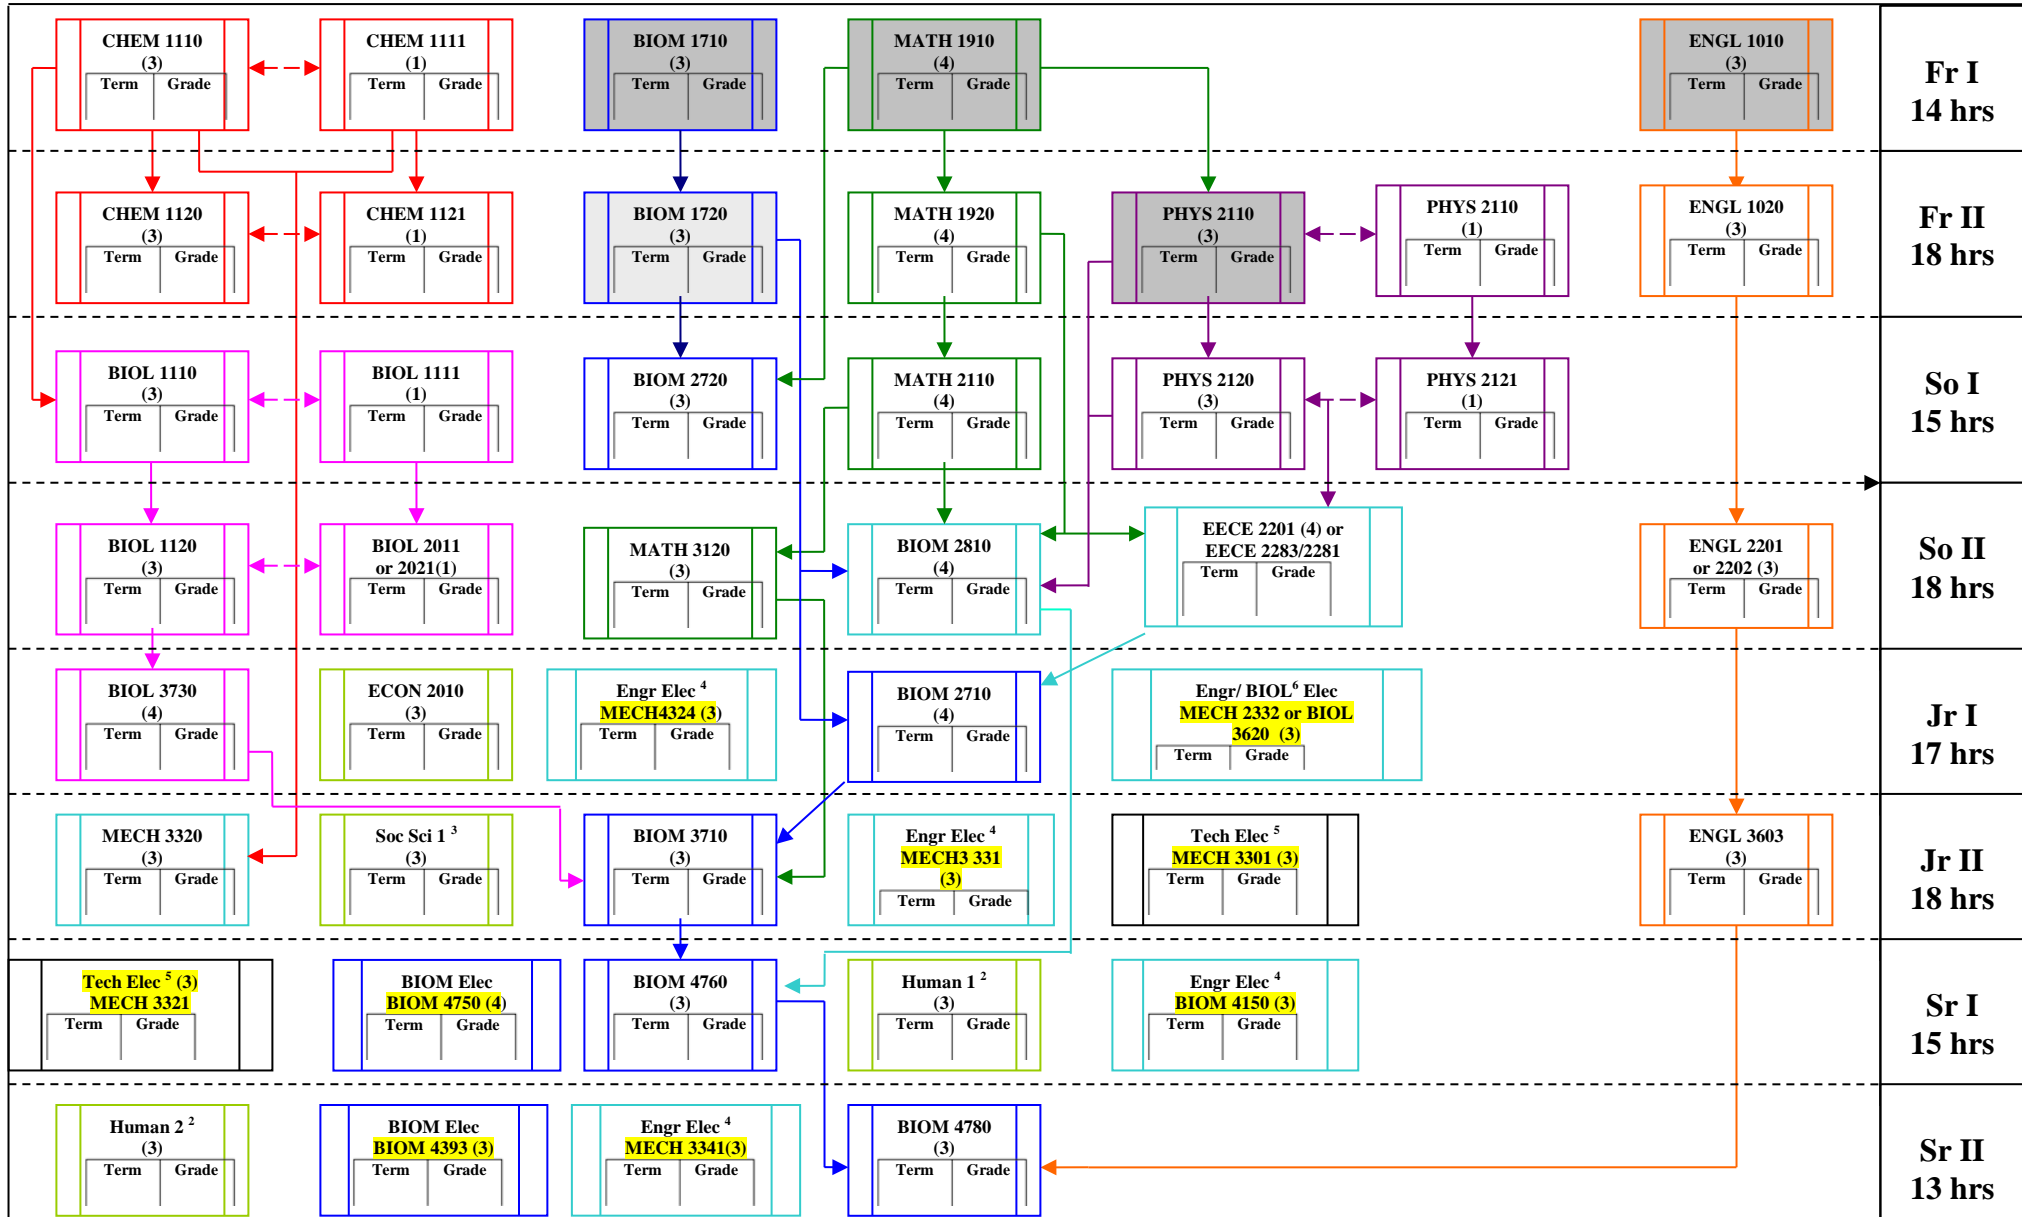 CHEM 1110
(3)
Term Grade
CHEM 1111
(1)
Term Grade
BIOM 1710
(3)
Term Grade
MATH 1910
(4)
Term Grade
ENGL 1010
(3)
Term Grade
Fr I
14 hrs
CHEM 1120
(3)
Term Grade
CHEM 1121
(1)
Term Grade
BIOM 1720
(3)
Term Grade
MATH 1920
(4)
Term Grade
PHYS 2110
(3)
Term Grade
PHYS 2110
(1)
Term Grade
ENGL 1020
(3)
Term Grade
Fr II
18 hrs
BIOL 1110
(3)
Term Grade
BIOL 1111
(1)
Term Grade
BIOM 2720
(3)
Term Grade
MATH 2110
(4)
Term Grade
PHYS 2120
(3)
Term Grade
PHYS 2121
(1)
Term Grade
So I
15 hrs
BIOL 1120
(3)
Term Grade
BIOL 2011
or 2021(1)
Term Grade
MATH 3120
(3)
Term Grade
BIOM 2810
(4)
Term Grade
EECE 2201 (4) or
EECE 2283/2281
Term Grade
ENGL 2201
or 2202 (3)
Term Grade
So II
18 hrs
BIOL 3730
(4)
Term Grade
ECON 2010
(3)
Term Grade
Engr Elec 4
MECH4324 (3)
Term Grade
BIOM 2710
(4)
Term Grade
Engr/ BIOL6 Elec
MECH 2332 or BIOL
3620 (3)
Term Grade
Jr I
17 hrs
MECH 3320
(3)
Term Grade
Soc Sci 1 3
(3)
Term Grade
BIOM 3710
(3)
Term Grade
Engr Elec 4
MECH3 331
(3)
Term Grade
Tech Elec 5
MECH 3301 (3)
Term Grade
ENGL 3603
(3)
Term Grade
Jr II
18 hrs
Tech Elec 5 (3)
MECH 3321
Term Grade
BIOM Elec
BIOM 4750 (4)
Term Grade
BIOM 4760
(3)
Term Grade
Human 1 2
(3)
Term Grade
Engr Elec 4
BIOM 4150 (3)
Term Grade
Sr I
15 hrs
Human 2 2
(3)
Term Grade
BIOM Elec
BIOM 4393 (3)
Term Grade
Engr Elec 4
MECH 3341(3)
Term Grade
BIOM 4780
(3)
Term Grade
Sr II
13 hrs